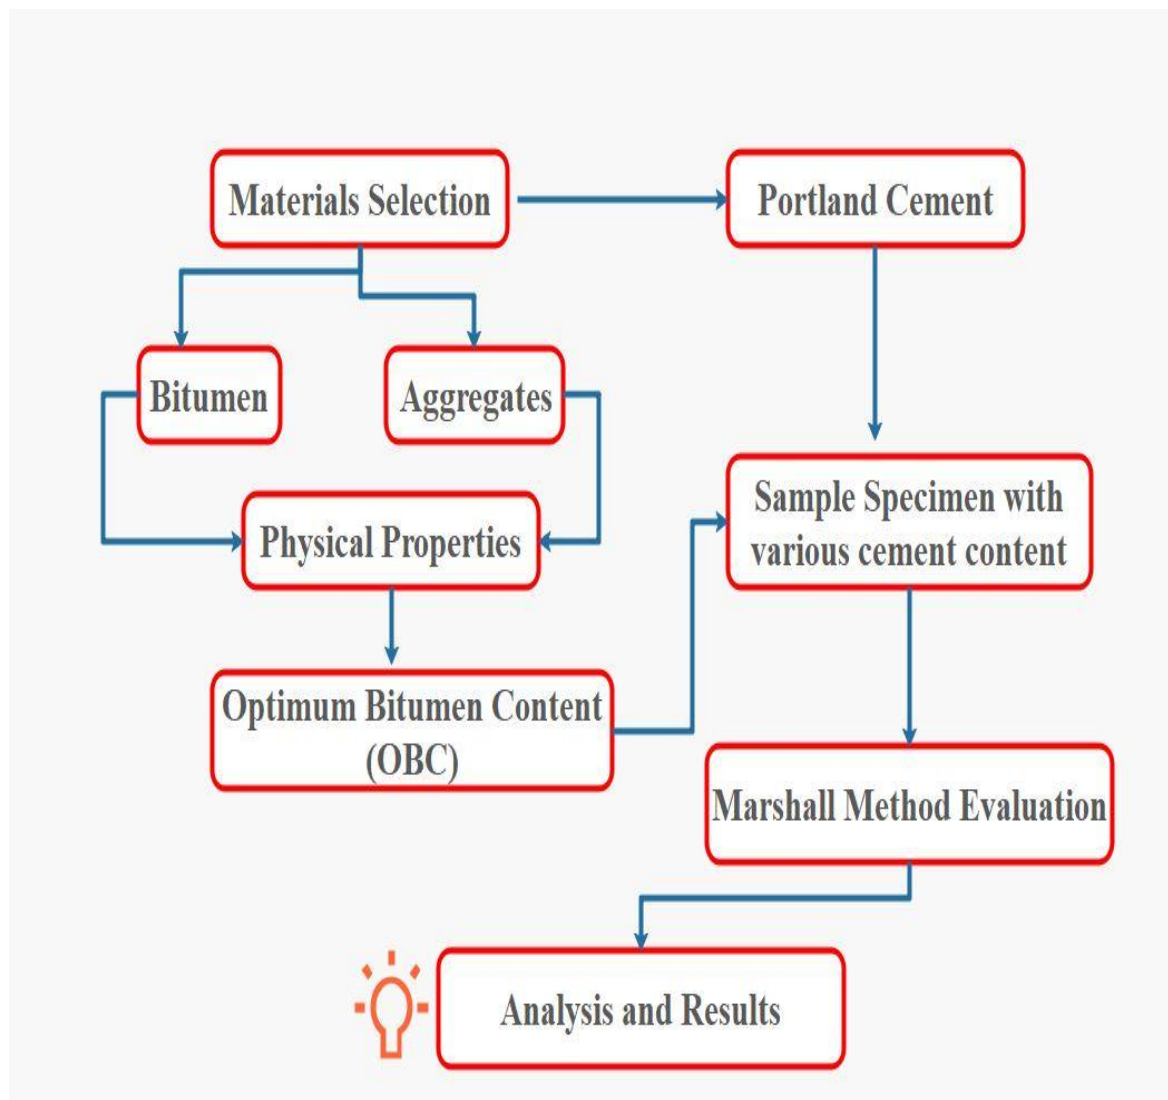 Materials Selection
Portland Cement
Bitumen
Aggregates
Physical Properties
Sample Specimen with
various cement content
Optimum Bitumen Content
(OBC)
Marshall Method Evaluation
Analysis and Results